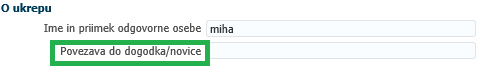 O ukrepu
Ime in priimek odgovorne osebe miha
Povezava do dogodka/novice